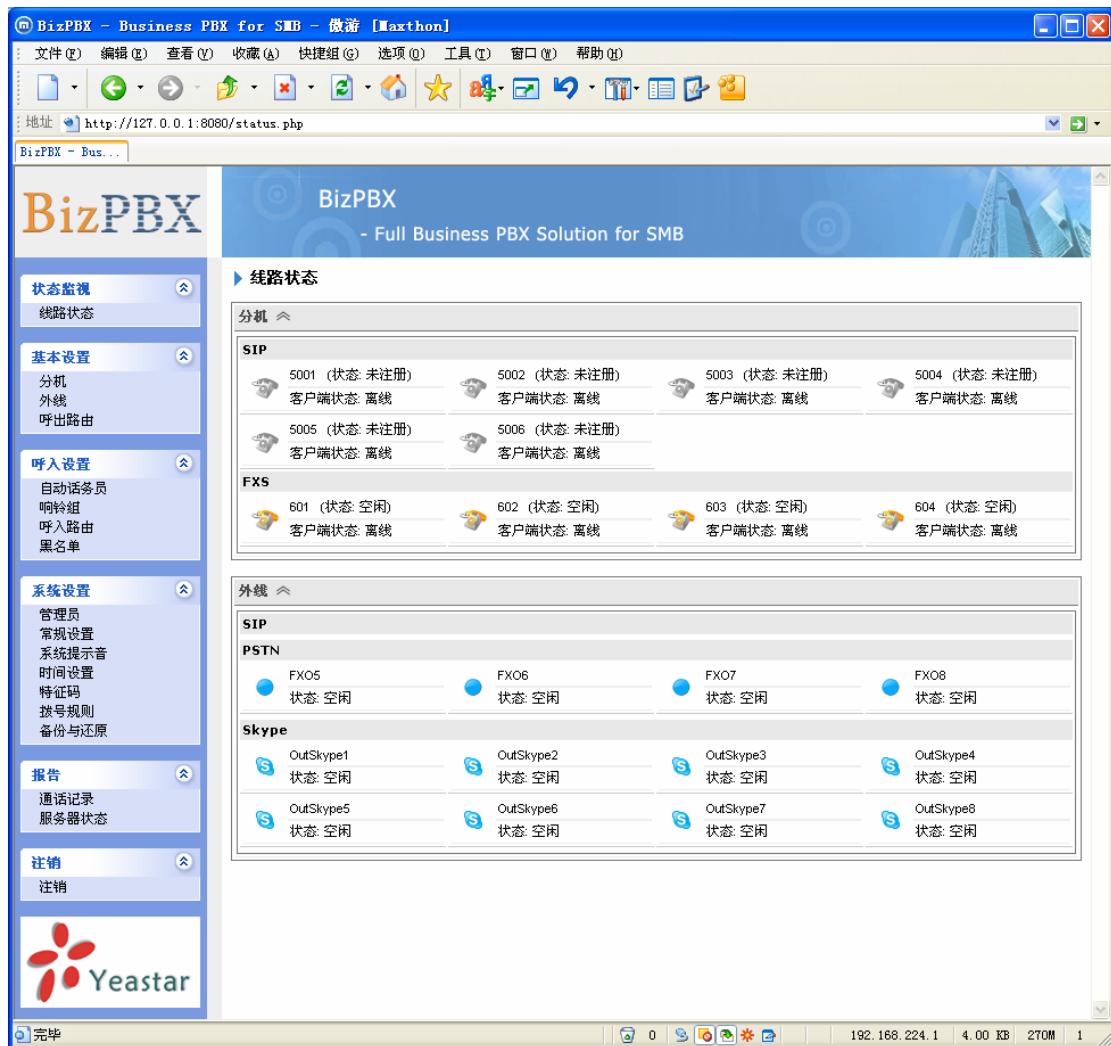 BizPBX - Business PBX for SMB - 傲游 [Maxthon]
文件(F) 编辑(E) 查看(V) 收藏(A) 快捷组(G) 选项(O) 工具(T) 窗口(W) 帮助(H)
地址 http://127.0.0.1:8080/status.php
BizPBX - Bus...
BizPBX
BizPBX
- Full Business PBX Solution for SMB
状态监视
线路状态
基本设置
分机
外线
呼出路由
呼入设置
自动话务员
响铃组
呼入路由
黑名单
系统设置
管理员
常规设置
系统提示音
时间设置
特征码
拨号规则
备份与还原
报告
通话记录
服务器状态
注销
注销
Yeastar
线路状态
分机
SIP
5001 (状态: 未注册) 5002 (状态: 未注册) 5003 (状态: 未注册) 5004 (状态: 未注册)
客户端状态: 离线 客户端状态: 离线 客户端状态: 离线 客户端状态: 离线
5005 (状态: 未注册) 5006 (状态: 未注册)
客户端状态: 离线 客户端状态: 离线
FXS
601 (状态: 空闲) 602 (状态: 空闲) 603 (状态: 空闲) 604 (状态: 空闲)
客户端状态: 离线 客户端状态: 离线 客户端状态: 离线 客户端状态: 离线
外线
SIP
PSTN
FXO5 FXO6 FXO7 FXO8
状态: 空闲 状态: 空闲 状态: 空闲 状态: 空闲
Skype
OutSkype1 OutSkype2 OutSkype3 OutSkype4
状态: 空闲 状态: 空闲 状态: 空闲 状态: 空闲
OutSkype5 OutSkype6 OutSkype7 OutSkype8
状态: 空闲 状态: 空闲 状态: 空闲 状态: 空闲
完毕 0 192.168.224.1 4.00 KB 270M 1